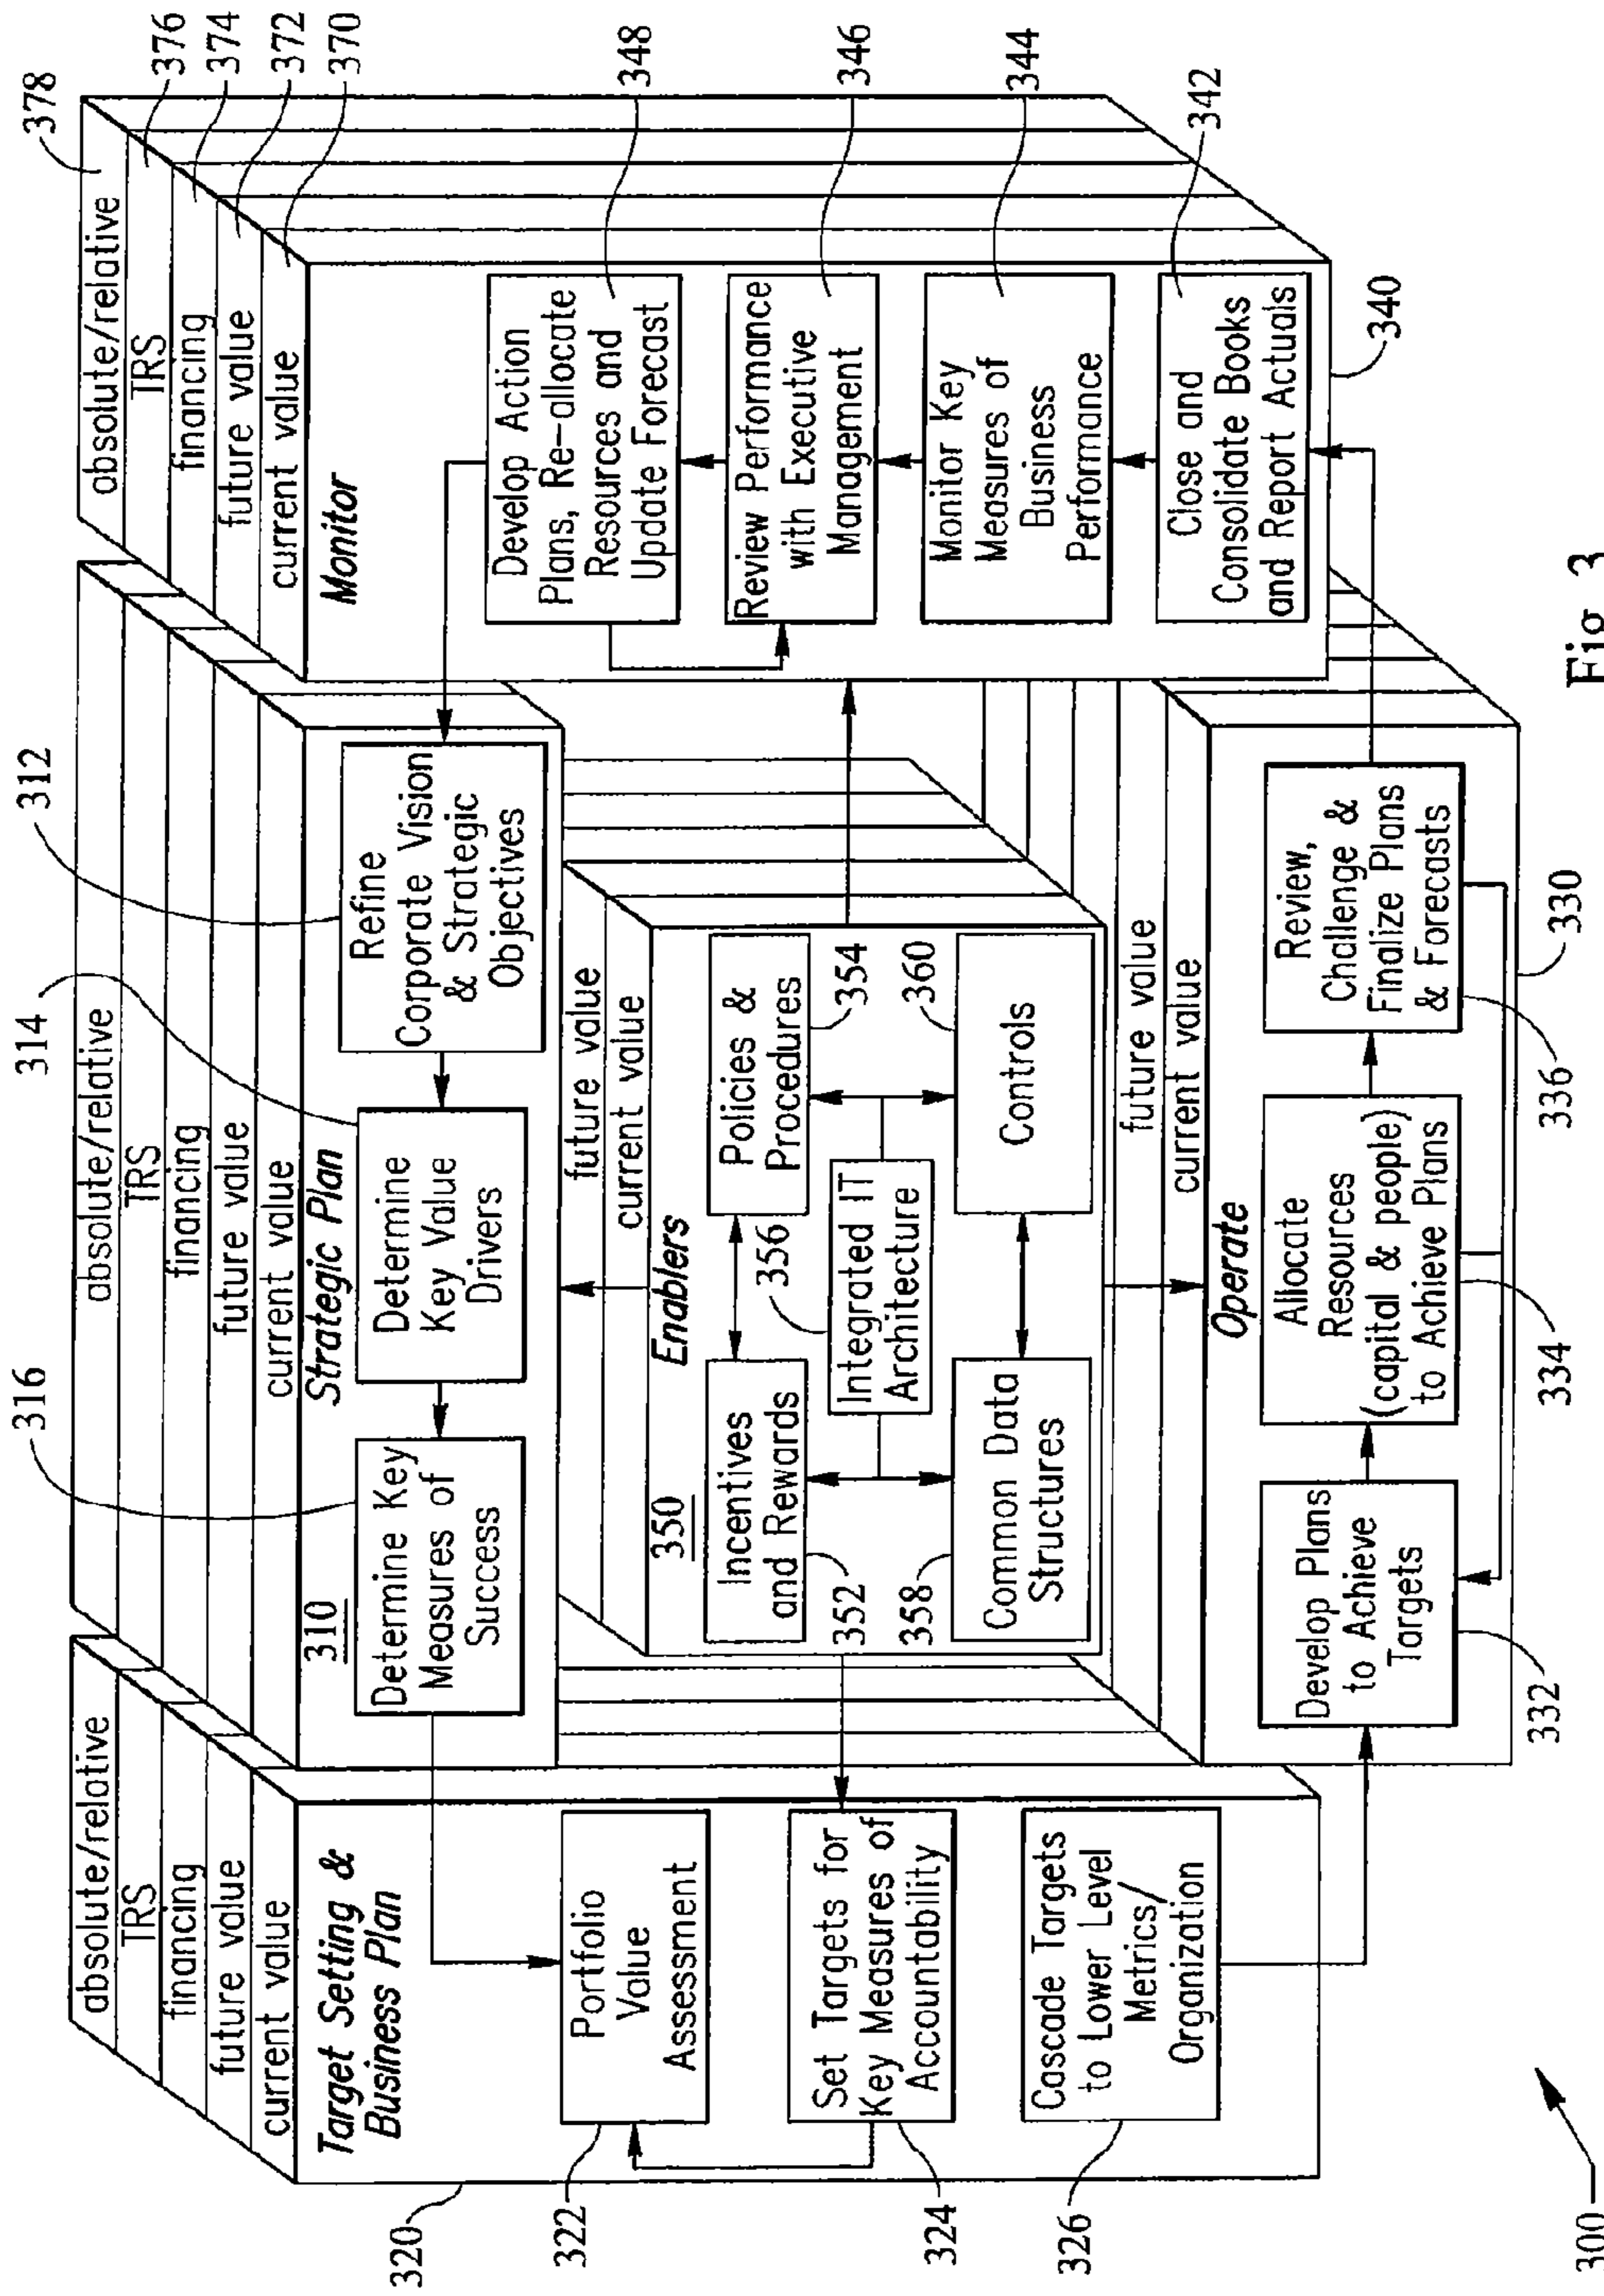 378
376
374
372
370
absolute/relative
TRS
financing
future value
current value
Monitor
Develop Action
Plans, Re-allocate
Resources and
Update Forecast
348
Review Performance
with Executive
Management
346
Monitor Key
Measures of
Business
Performance
344
Close and
Consolidate Books
and Report Actuals
342
340
absolute/relative
TRS
financing
future value
current value
Strategic Plan
310
312
Refine
Corporate Vision
& Strategic
Objectives
314
Determine
Key Value
Drivers
316
Determine Key
Measures of
Success
absolute/relative
TRS
financing
future value
current value
Target Setting &
Business Plan
320
Portfolio
Value
Assessment
322
Set Targets for
Key Measures of
Accountability
324
Cascade Targets
to Lower Level
Metrics/
Organization
326
future value
current value
Enablers
350
Incentives
and Rewards
352
Policies &
Procedures
354
356
Integrated IT
Architecture
358
Common Data
Structures
360
Controls
future value
current value
Operate
Develop Plans
to Achieve
Targets
332
Allocate
Resources
(capital & people)
to Achieve Plans
334
Review,
Challenge &
Finalize Plans
& Forecasts
336
330
300
Fig. 3